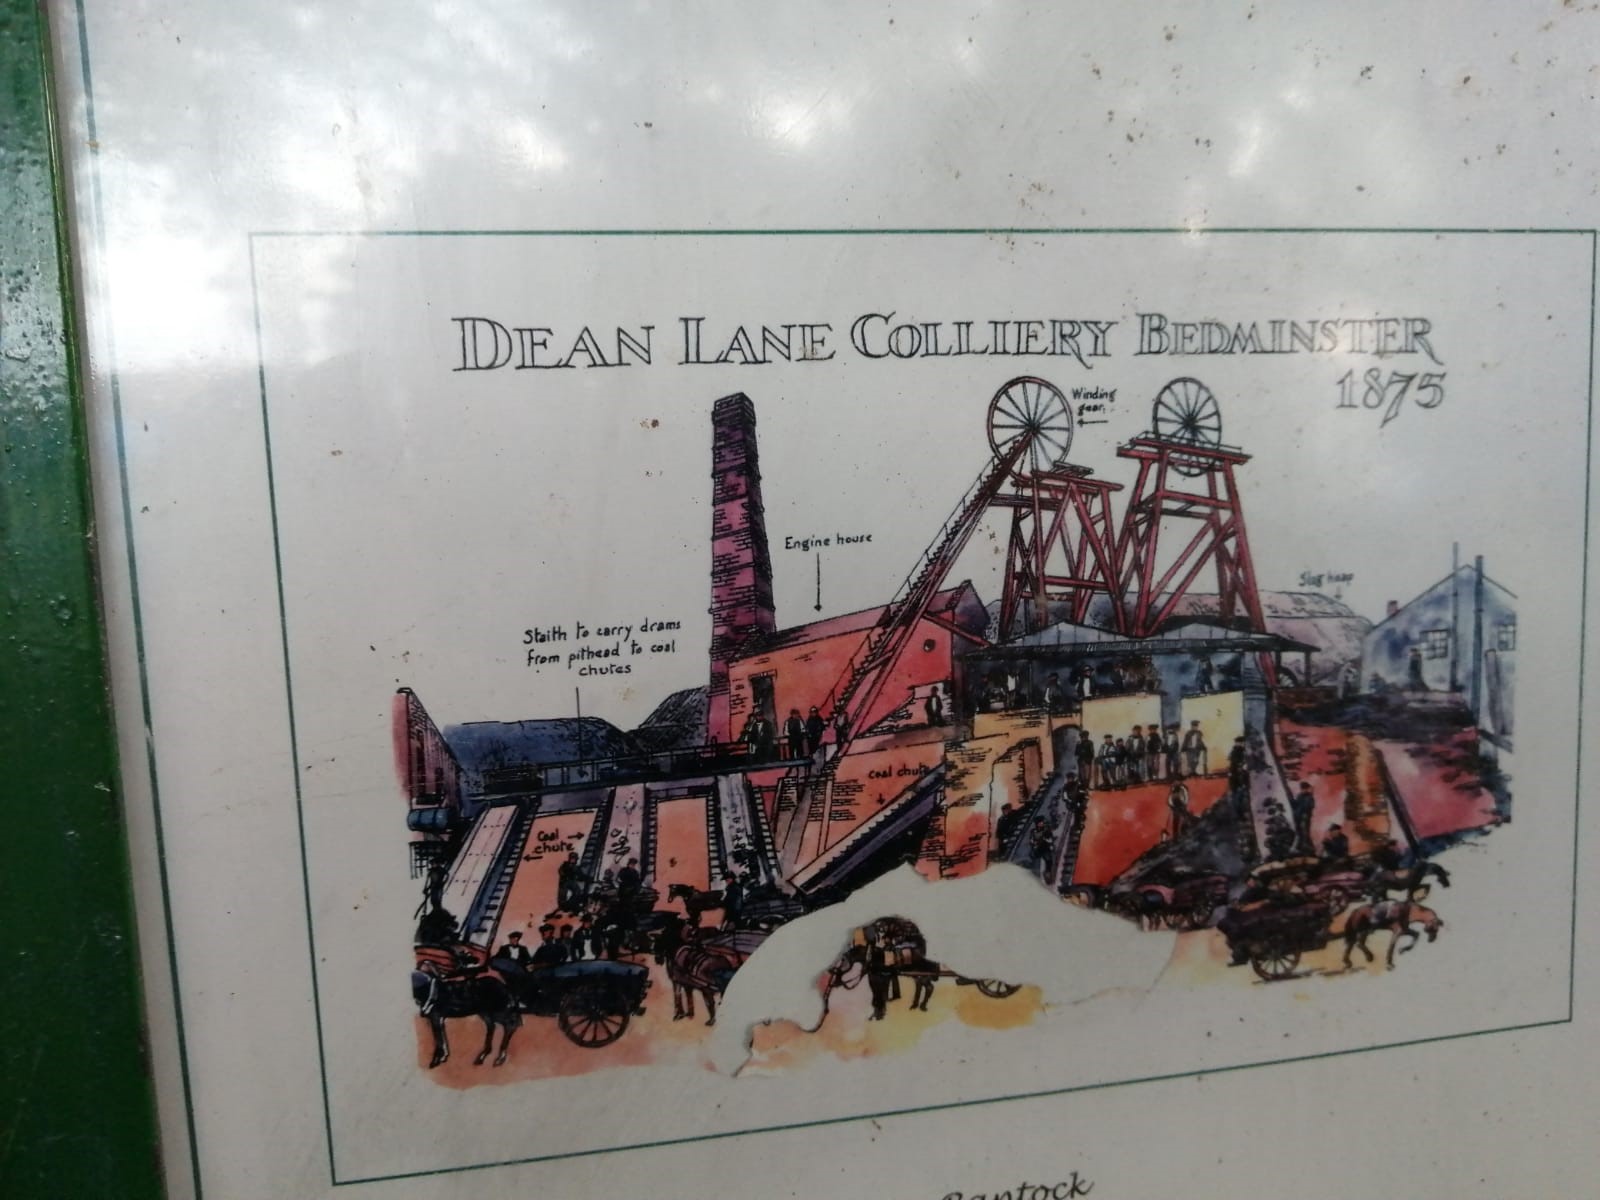 DEAN LANE COLLIERY BEDMINSTER
1875
Winding
gear
Engine house
Slag heap
Staith to carry drams
from pithead to coal
chutes
coal chute
Coal
chute
Bantock